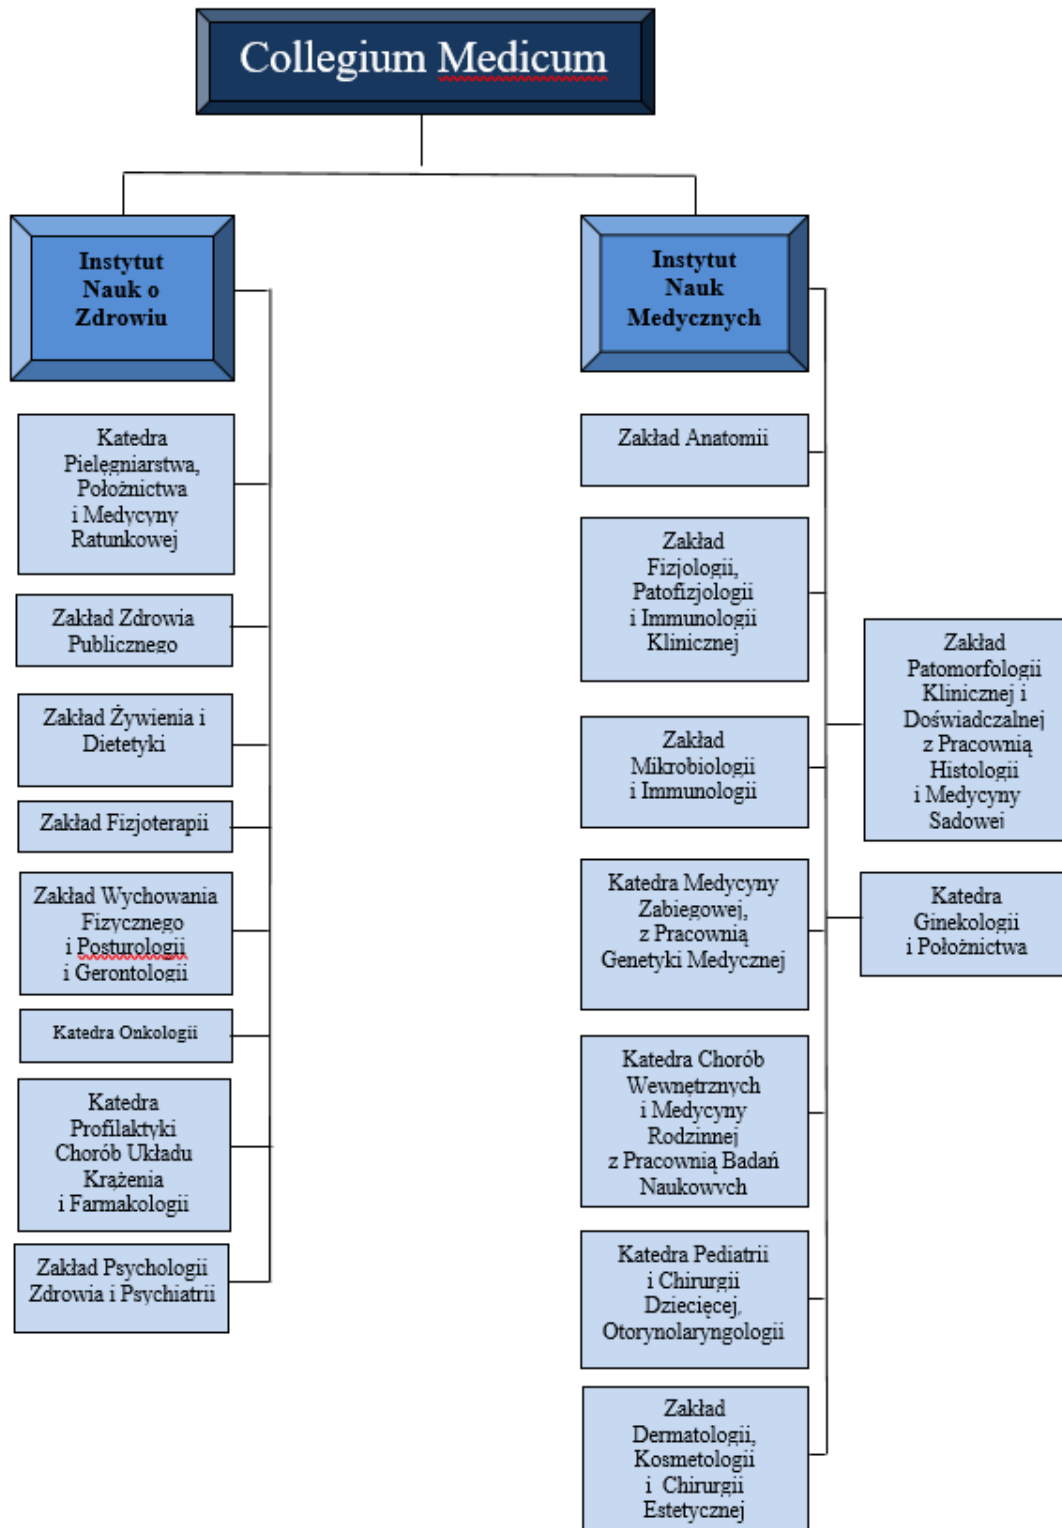 Collegium Medicum
Instytut
Nauk o
Zdrowiu
Katedra
Pielęgniarstwa,
Położnictwa
i Medycyny
Ratunkowej
Zakład Zdrowia
Publicznego
Zakład Żywienia i
Dietetyki
Zakład Fizjoterapii
Zakład Wychowania
Fizycznego
i Posturologii
i Gerontologii
Katedra Onkologii
Katedra
Profilaktyki
Chorób Układu
Krążenia
i Farmakologii
Zakład Psychologii
Zdrowia i Psychiatrii
Instytut
Nauk
Medycznych
Zakład Anatomii
Zakład
Fizjologii,
Patofizjologii
i Immunologii
Klinicznej
Zakład
Mikrobiologii
i Immunologii
Katedra Medycyny
Zabiegowej,
z Pracownią
Genetyki Medycznej
Katedra Chorób
Wewnętrznych
i Medycyny
Rodzinnej
z Pracownią Badań
Naukowych
Katedra Pediatrii
i Chirurgii
Dziecięcej,
Otorynolaryngologii
Zakład
Dermatologii,
Kosmetologii
i Chirurgii
Estetycznej
Zakład
Patomorfologii
Klinicznej i
Doświadczalnej
z Pracownią
Histologii
i Medycyny
Sadowej
Katedra
Ginekologii
i Położnictwa